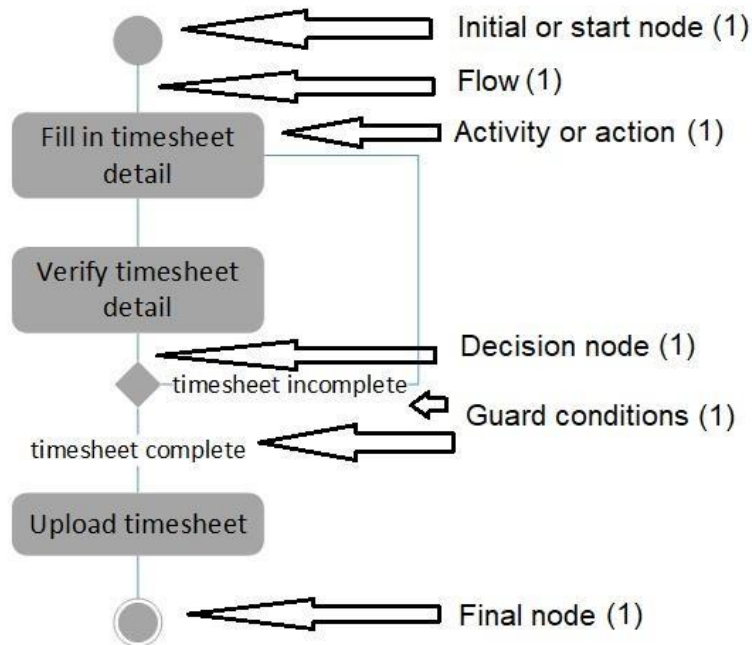 Initial or start node (1)
Flow (1)
Activity or action (1)
Fill in timesheet
detail
Verify timesheet
detail
Decision node (1)
timesheet incomplete
Guard conditions (1)
timesheet complete
Upload timesheet
Final node (1)